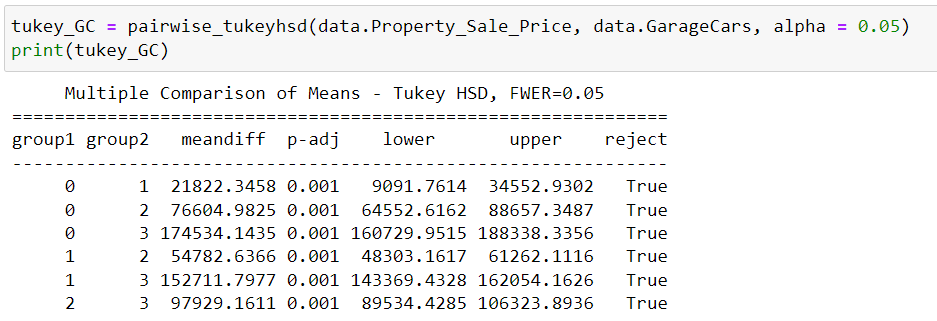 tukey_GC = pairwise_tukeyhsd(data.Property_Sale_Price, data.GarageCars, alpha = 0.05)
print(tukey_GC)
Multiple Comparison of Means - Tukey HSD, FWER=0.05
==============================================================
group1 group2   meandiff  p-adj    lower       upper    reject
--------------------------------------------------------------
     0      1  21822.3458 0.001   9091.7614  34552.9302   True
     0      2  76604.9825 0.001  64552.6162  88657.3487   True
     0      3 174534.1435 0.001 160729.9515 188338.3356   True
     1      2  54782.6366 0.001  48303.1617  61262.1116   True
     1      3 152711.7977 0.001 143369.4328 162054.1626   True
     2      3  97929.1611 0.001  89534.4285 106323.8936   True